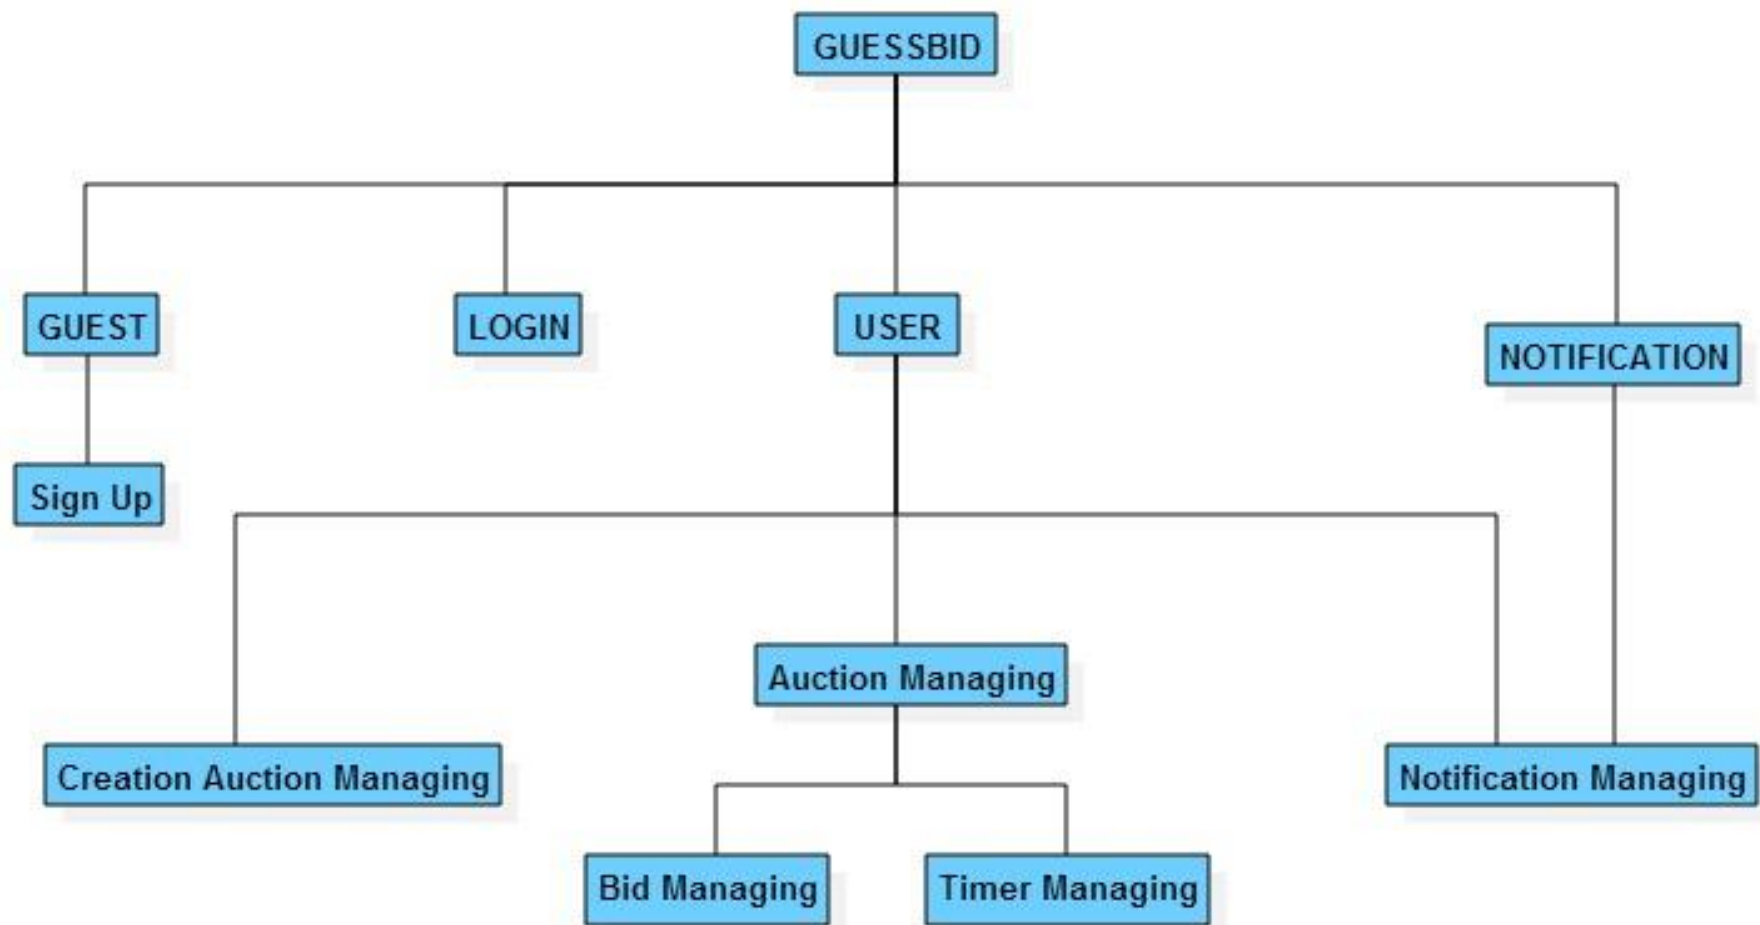 GUESSBID
GUEST
LOGIN
USER
NOTIFICATION
Sign Up
Auction Managing
Creation Auction Managing
Notification Managing
Bid Managing
Timer Managing